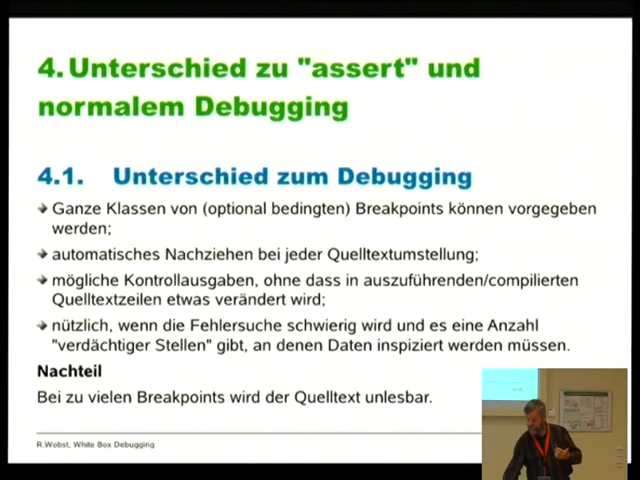 4. Unterschied zu "assert" und
normalem Debugging
4.1. Unterschied zum Debugging
Ganze Klassen von (optional bedingten) Breakpoints können vorgegeben
werden;
automatisches Nachziehen bei jeder Quelltextumstellung;
mögliche Kontrollausgaben, ohne dass in auszuführenden/compilierten
Quelltextzeilen etwas verändert wird;
nützlich, wenn die Fehlersuche schwierig wird und es eine Anzahl
"verdächtiger Stellen" gibt, an denen Daten inspiziert werden müssen.
Nachteil
Bei zu vielen Breakpoints wird der Quelltext unlesbar.
R.Wobst, White Box Debugging